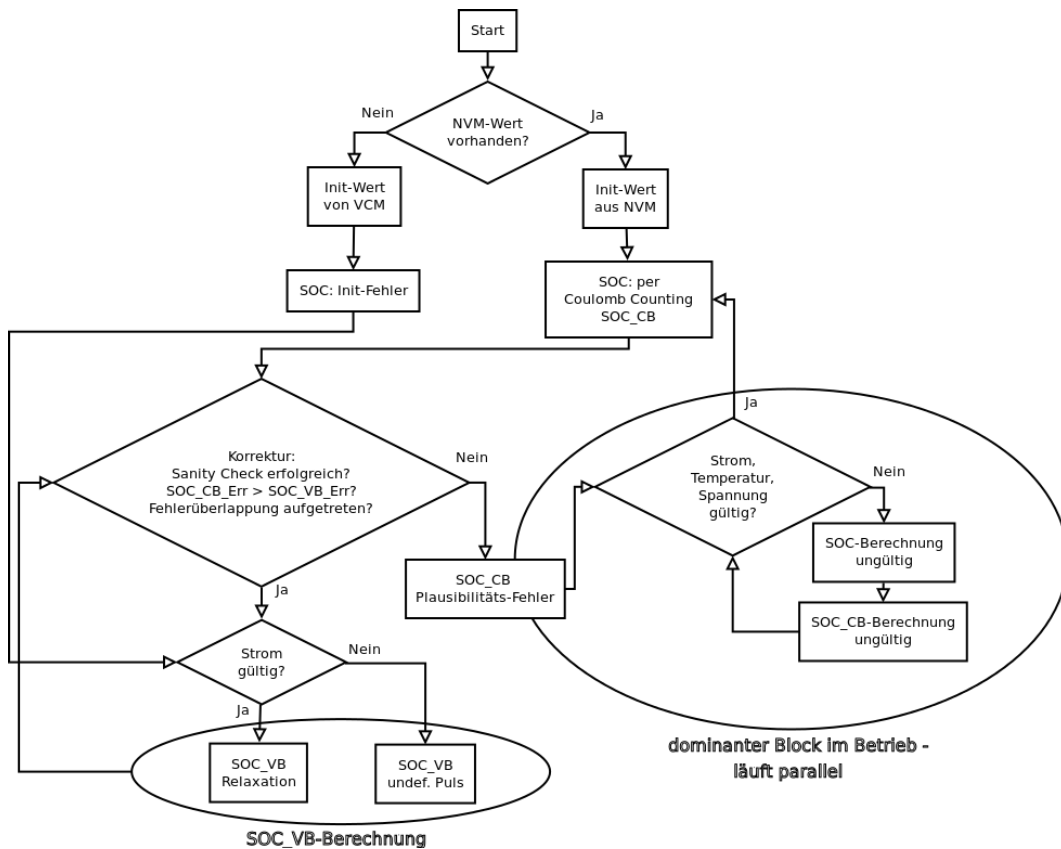 Start
Nein
Ja
NVM-Wert
vorhanden?
Init-Wert
von VCM
Init-Wert
aus NVM
SOC: Init-Fehler
SOC: per
Coulomb Counting
SOC_CB
Ja
Korrektur:
Sanity Check erfolgreich?
SOC_CB_Err > SOC_VB_Err?
Fehlerüberlappung aufgetreten?
Nein
Strom,
Temperatur,
Spannung
gültig?
Nein
SOC-Berechnung
ungültig
SOC_CB
Plausibilitäts-Fehler
SOC_CB-Berechnung
ungültig
Ja
Strom
gültig?
Nein
Ja
SOC_VB
Relaxation
SOC_VB
undef. Puls
dominanter Block im Betrieb -
läuft parallel
SOC_VB-Berechnung